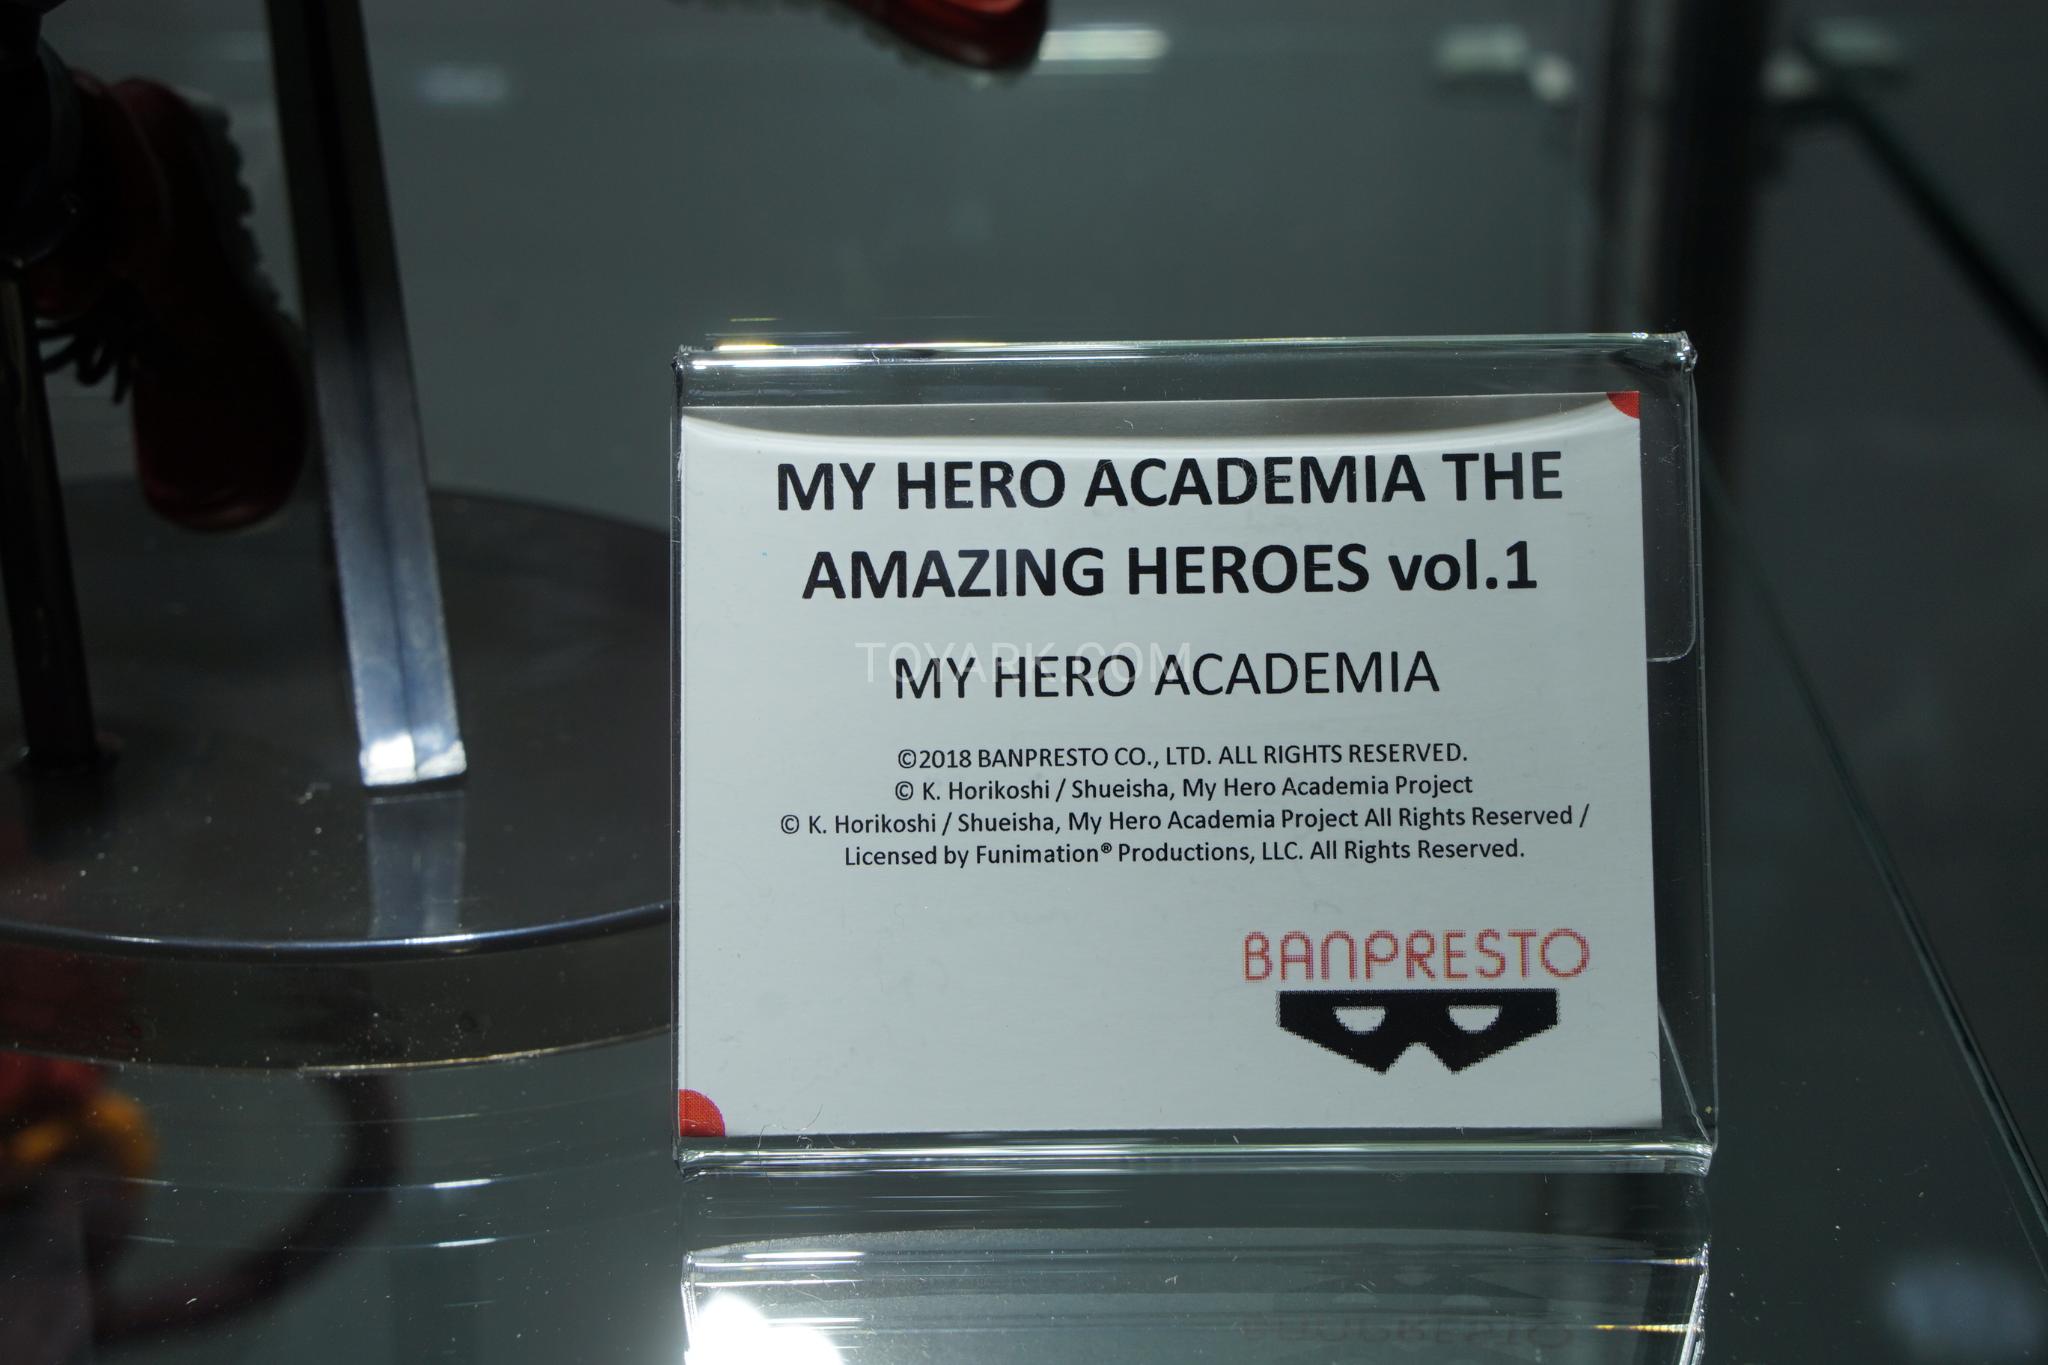 MY HERO ACADEMIA THE
AMAZING HEROES vol.1
TOYARK.COM
MY HERO ACADEMIA
©2018 BANPRESTO CO., LTD. ALL RIGHTS RESERVED.
© K. Horikoshi / Shueisha, My Hero Academia Project
© K. Horikoshi / Shueisha, My Hero Academia Project All Rights Reserved /
Licensed by Funimation® Productions, LLC. All Rights Reserved.
BANPRESTO